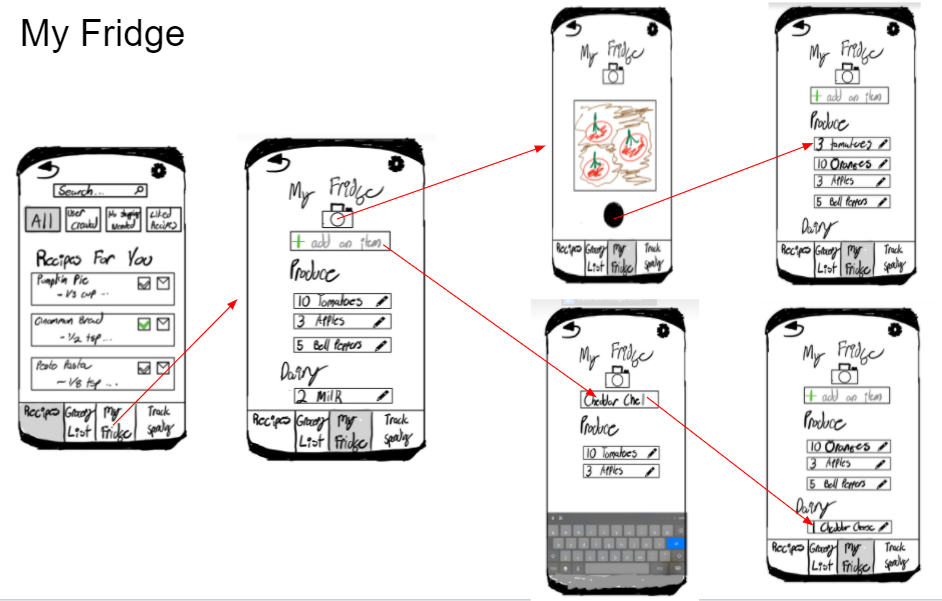 My Fridge
Search...
All
User Created
No shopping Needed
Liked Recipes
Recipes For You
Pumpkin Pie
- 1/3 cup ...
Cinnamon Bread
- 1/2 tsp...
Pesto Pasta
- 1/8 tsp ...
Recipes
Grocery List
My Fridge
Track
My Fridge
+ add an item
Produce
10 Tomatoes
3 Apples
5 Bell Peppers
Dairy
2 Milk
Recipes
Grocery List
My Fridge
Track
My Fridge
Recipes
Grocery List
My Fridge
Track
My Fridge
+ add an item
Produce
3 tomatoes
10 Oranges
3 Apples
5 Bell Peppers
Dairy
Recipes
Grocery List
My Fridge
Track
My Fridge
Cheddar Che
Produce
10 Tomatoes
3 Apples
My Fridge
+ add an item
Produce
10 Oranges
3 Apples
5 Bell Peppers
Dairy
1 Cheddar Cheese
Recipes
Grocery List
My Fridge
Track